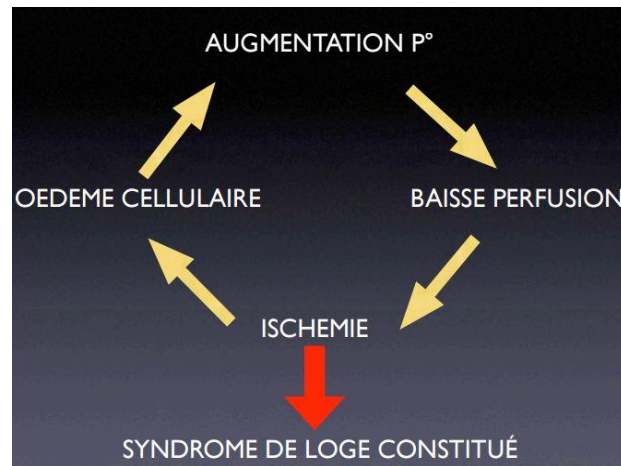 AUGMENTATION P°
OEDEME CELLULAIRE
BAISSE PERFUSION
ISCHEMIE
SYNDROME DE LOGE CONSTITUÉ